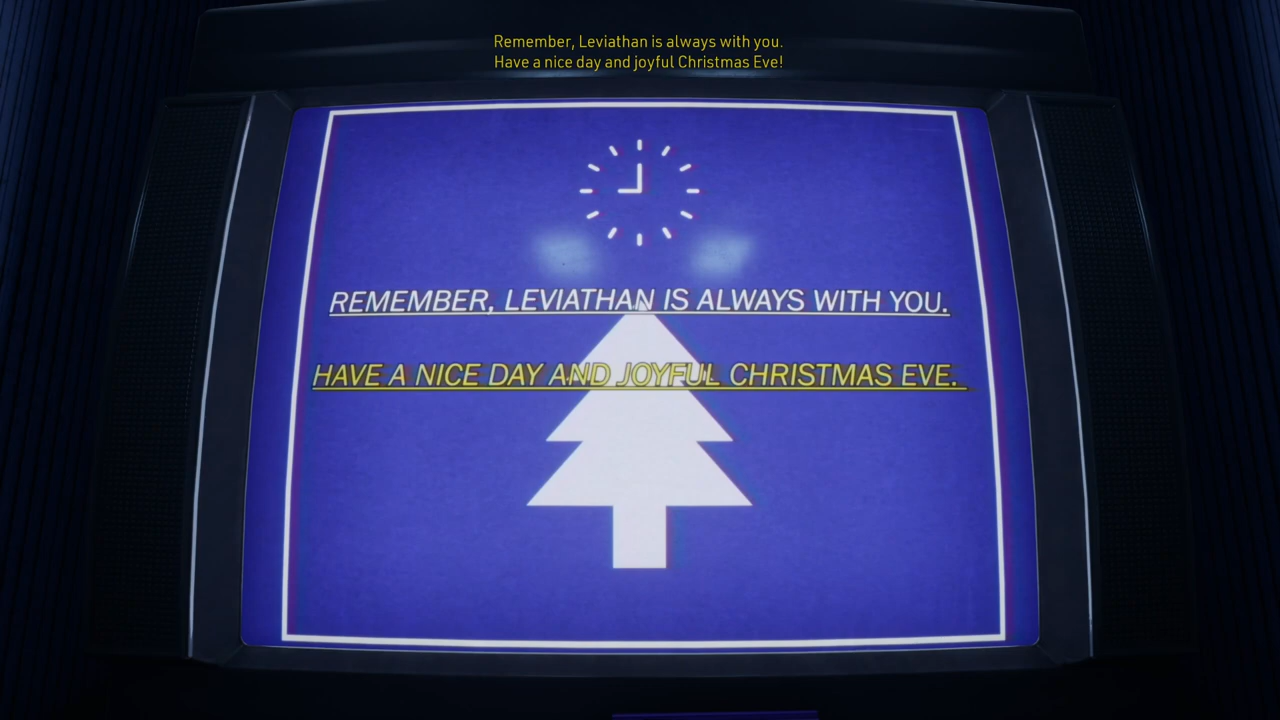 Remember, Leviathan is always with you.
Have a nice day and joyful Christmas Eve!
REMEMBER, LEVIATHAN IS ALWAYS WITH YOU.
HAVE A NICE DAY AND JOYFUL CHRISTMAS EVE.